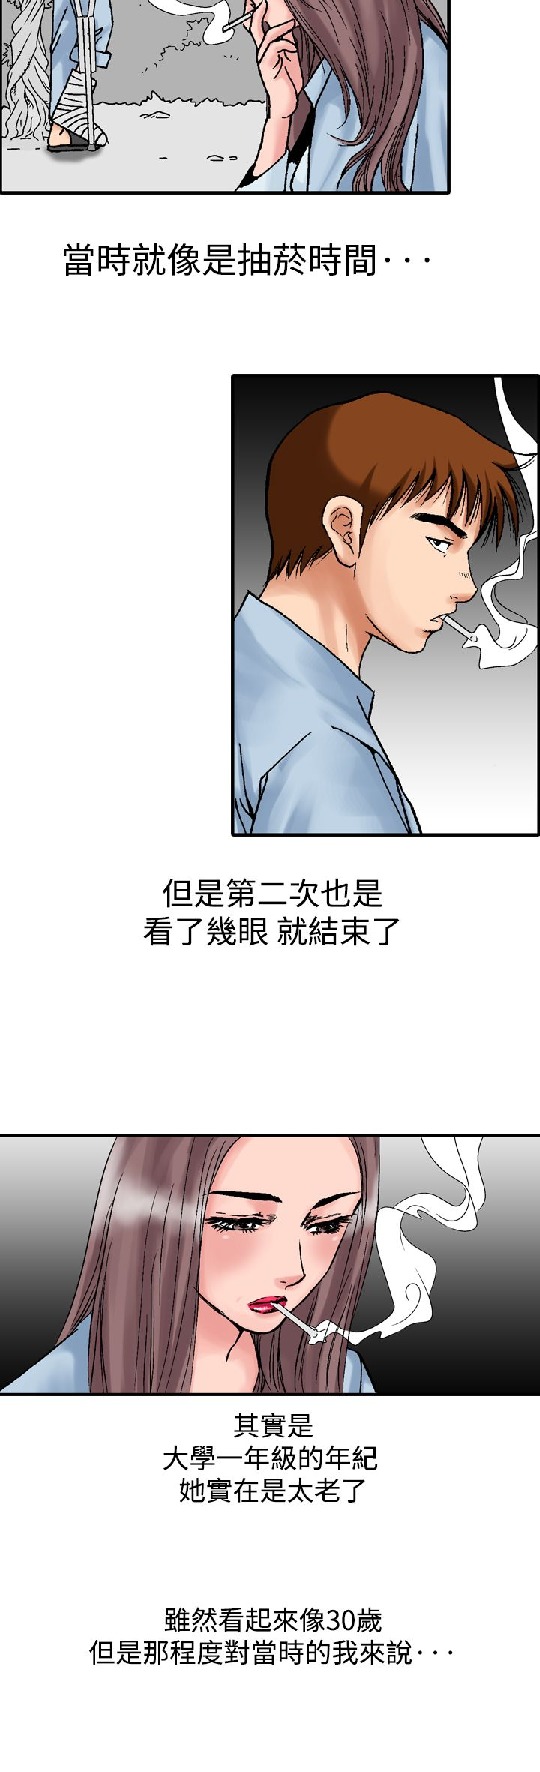 當時就像是抽菸時間···
但是第二次也是
看了幾眼 就結束了
其實是
大學一年級的年紀
她實在是太老了
雖然看起來像30歲
但是那程度對當時的我來說···